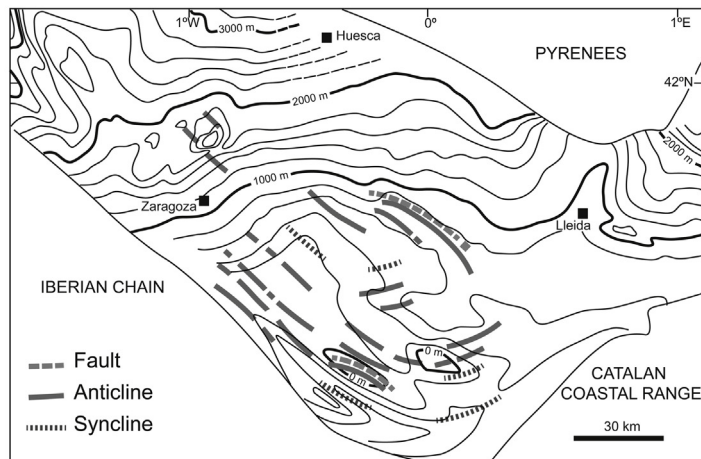 1ºW
0º
1ºE
3000 m
Huesca
PYRENEES
42ºN
2000 m
2000 m
1000 m
Zaragoza
Lleida
IBERIAN CHAIN
0 m
0 m
Fault
Anticline
Syncline
CATALAN
COASTAL RANGE
30 km